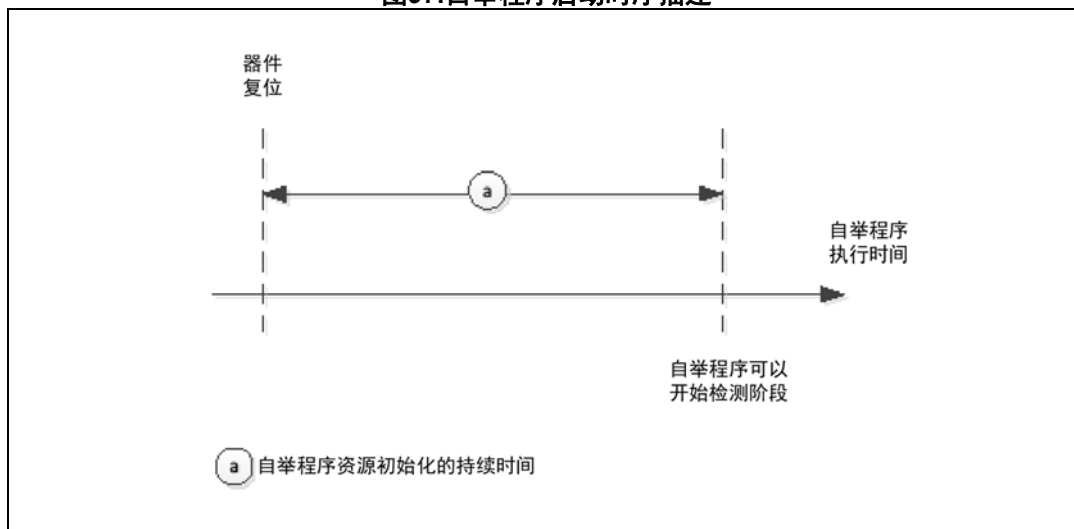 器件
复位
a
自举程序
执行时间
自举程序可以
开始检测阶段
a 自举程序资源初始化的持续时间